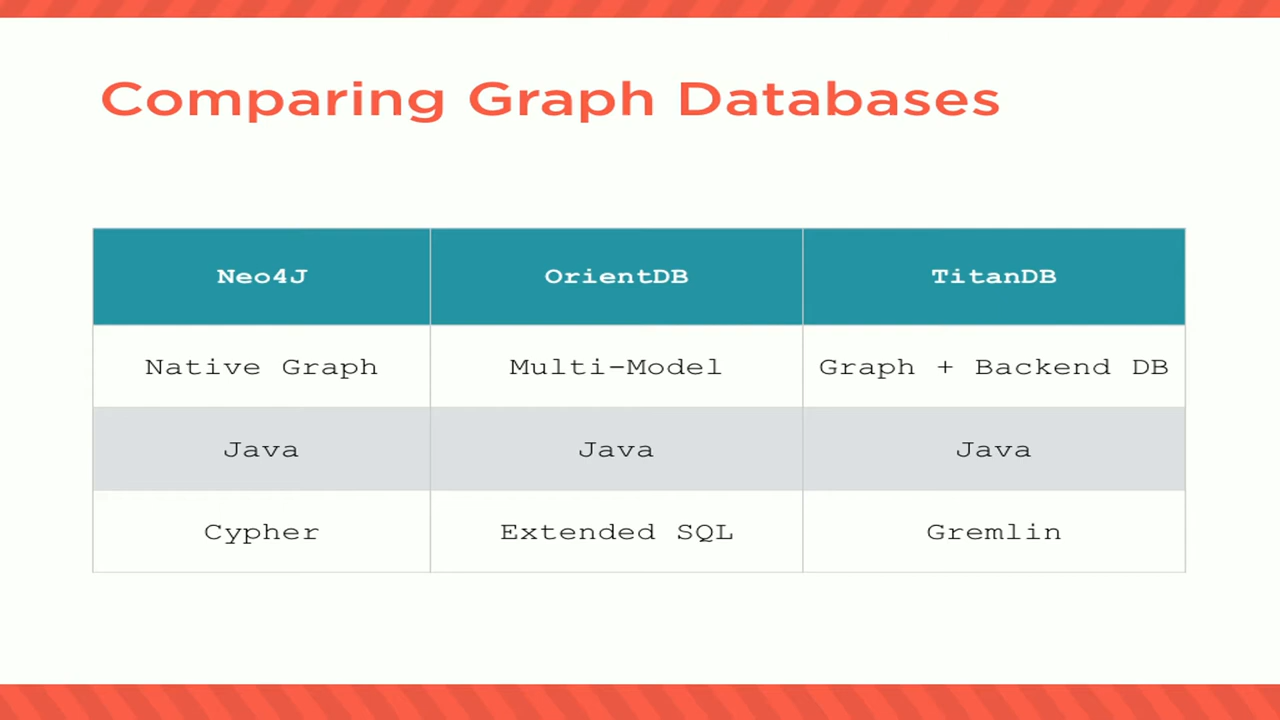 Comparing Graph Databases
Neo4J OrientDB TitanDB
Native Graph Multi-Model Graph + Backend DB
Java Java Java
Cypher Extended SQL Gremlin